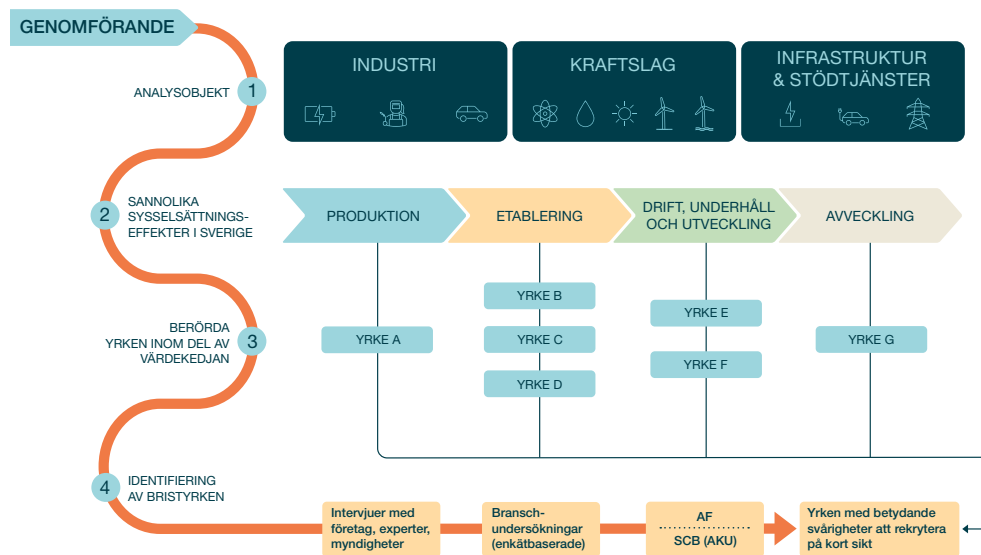 GENOMFÖRANDE
ANALYSOBJEKT
1
INDUSTRI
KRAFTSLAG
INFRASTRUKTUR
& STÖDTJÄNSTER
2
SANNOLIKA
SYSSELSÄTTNINGS-
EFFEKTER I SVERIGE
PRODUKTION
ETABLERING
DRIFT, UNDERHÅLL
OCH UTVECKLING
AVVECKLING
BERÖRDA
YRKEN INOM DEL AV
VÄRDEKEDJAN
3
YRKE A
YRKE B
YRKE C
YRKE D
YRKE E
YRKE F
YRKE G
4
IDENTIFIERING
AV BRISTYRKEN
Intervjuer med
företag, experter,
myndigheter
Bransch-
undersökningar
(enkätbaserade)
AF
SCB (AKU)
Yrken med betydande
svårigheter att rekrytera
på kort sikt